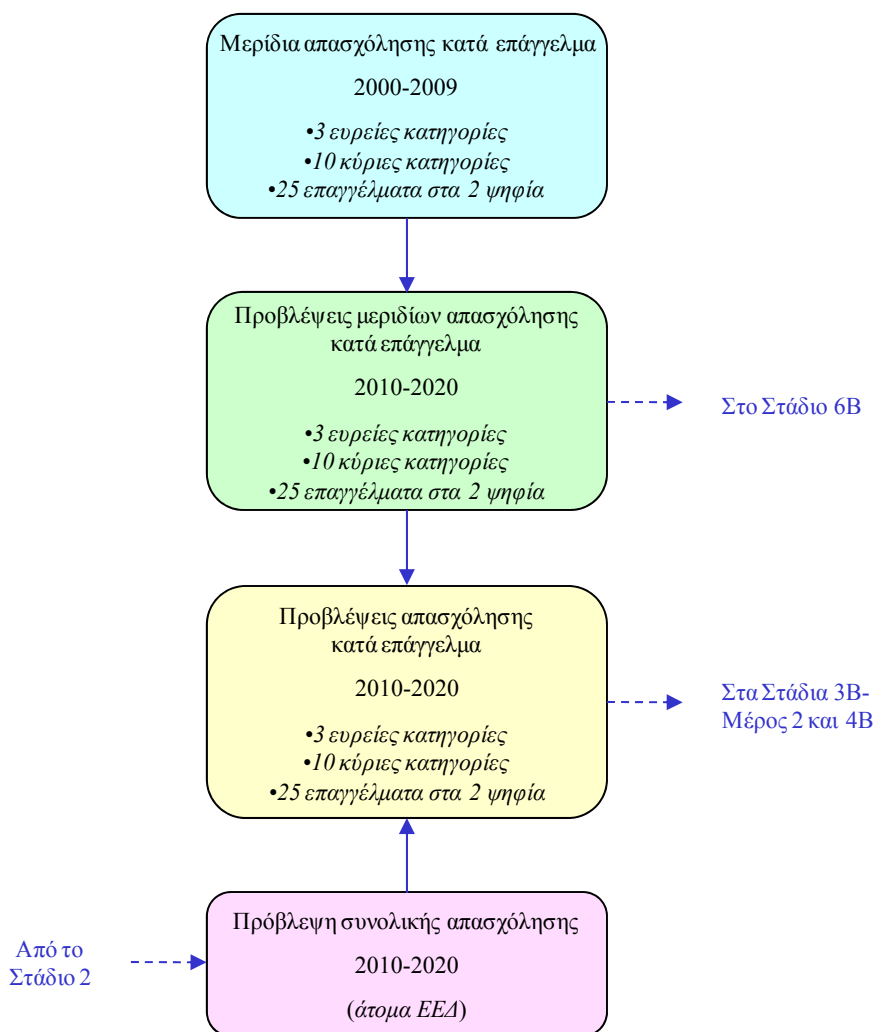 Μερίδια απασχόλησης κατά επάγγελμα
2000-2009
•3 ευρείες κατηγορίες
•10 κύριες κατηγορίες
•25 επαγγέλματα στα 2 ψηφία
Προβλέψεις μεριδίων απασχόλησης
κατά επάγγελμα
2010-2020
•3 ευρείες κατηγορίες
•10 κύριες κατηγορίες
•25 επαγγέλματα στα 2 ψηφία
Στο Στάδιο 6Β
Προβλέψεις απασχόλησης
κατά επάγγελμα
2010-2020
•3 ευρείες κατηγορίες
•10 κύριες κατηγορίες
•25 επαγγέλματα στα 2 ψηφία
Στα Στάδια 3Β-
Μέρος 2 και 4Β
Από το
Στάδιο 2
Πρόβλεψη συνολικής απασχόλησης
2010-2020
(άτομα ΕΕΔ)